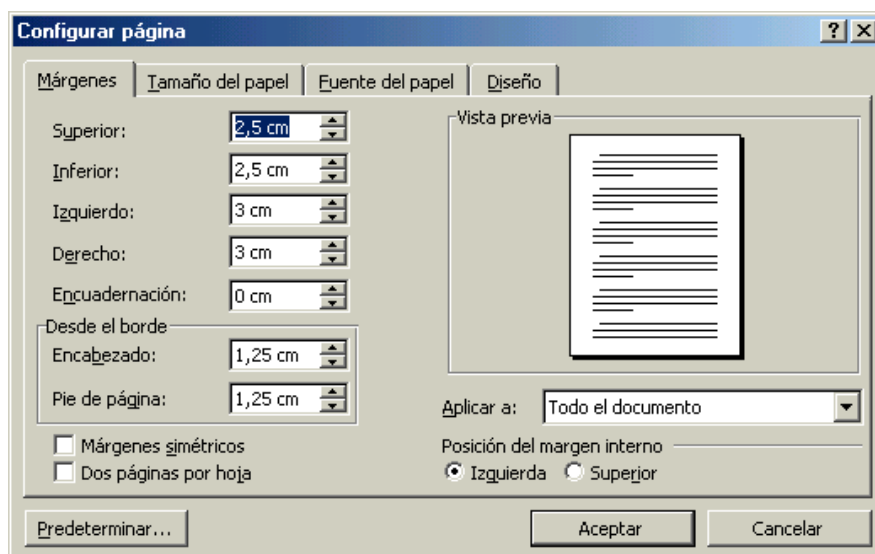 Configurar página
Márgenes Tamaño del papel Fuente del papel Diseño
Superior: 2,5 cm
Inferior: 2,5 cm
Izquierdo: 3 cm
Derecho: 3 cm
Encuadernación: 0 cm
Desde el borde
Encabezado: 1,25 cm
Pie de página: 1,25 cm
Márgenes simétricos
Dos páginas por hoja
Vista previa
Aplicar a: Todo el documento
Posición del margen interno
Izquierda Superior
Predeterminar... Aceptar Cancelar